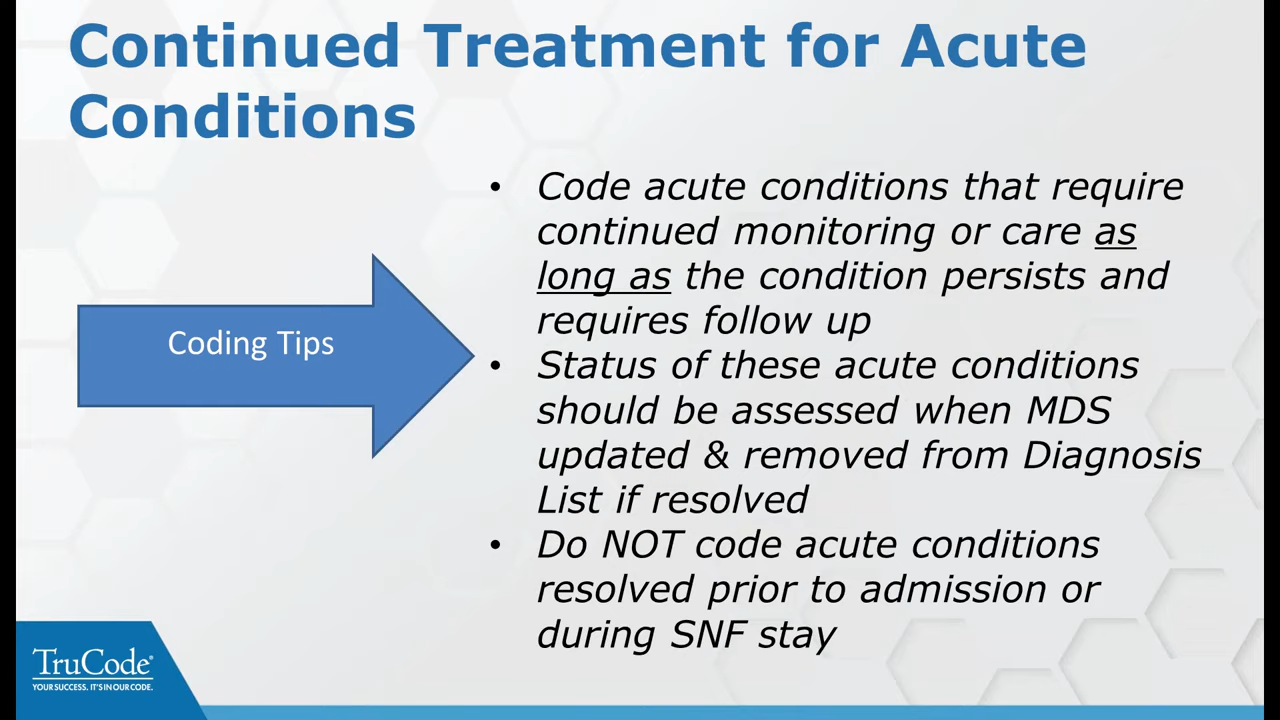 Continued Treatment for Acute
Conditions
Coding Tips
• Code acute conditions that require
continued monitoring or care as
long as the condition persists and
requires follow up
• Status of these acute conditions
should be assessed when MDS
updated & removed from Diagnosis
List if resolved
• Do NOT code acute conditions
resolved prior to admission or
during SNF stay
TruCode®
YOUR SUCCESS. IT'S IN OUR CODE.